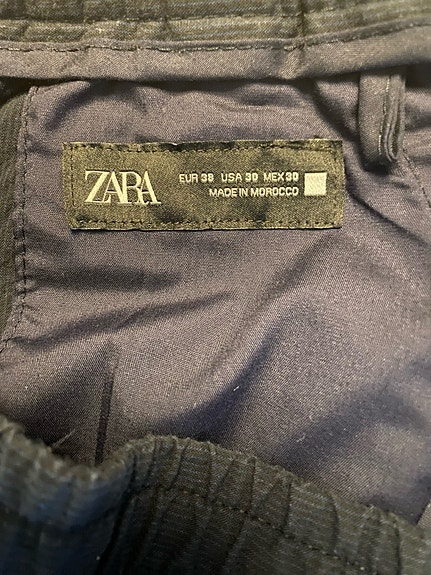 ZARA
EUR 38 USA 30 MEX 30
MADE IN MOROCCO